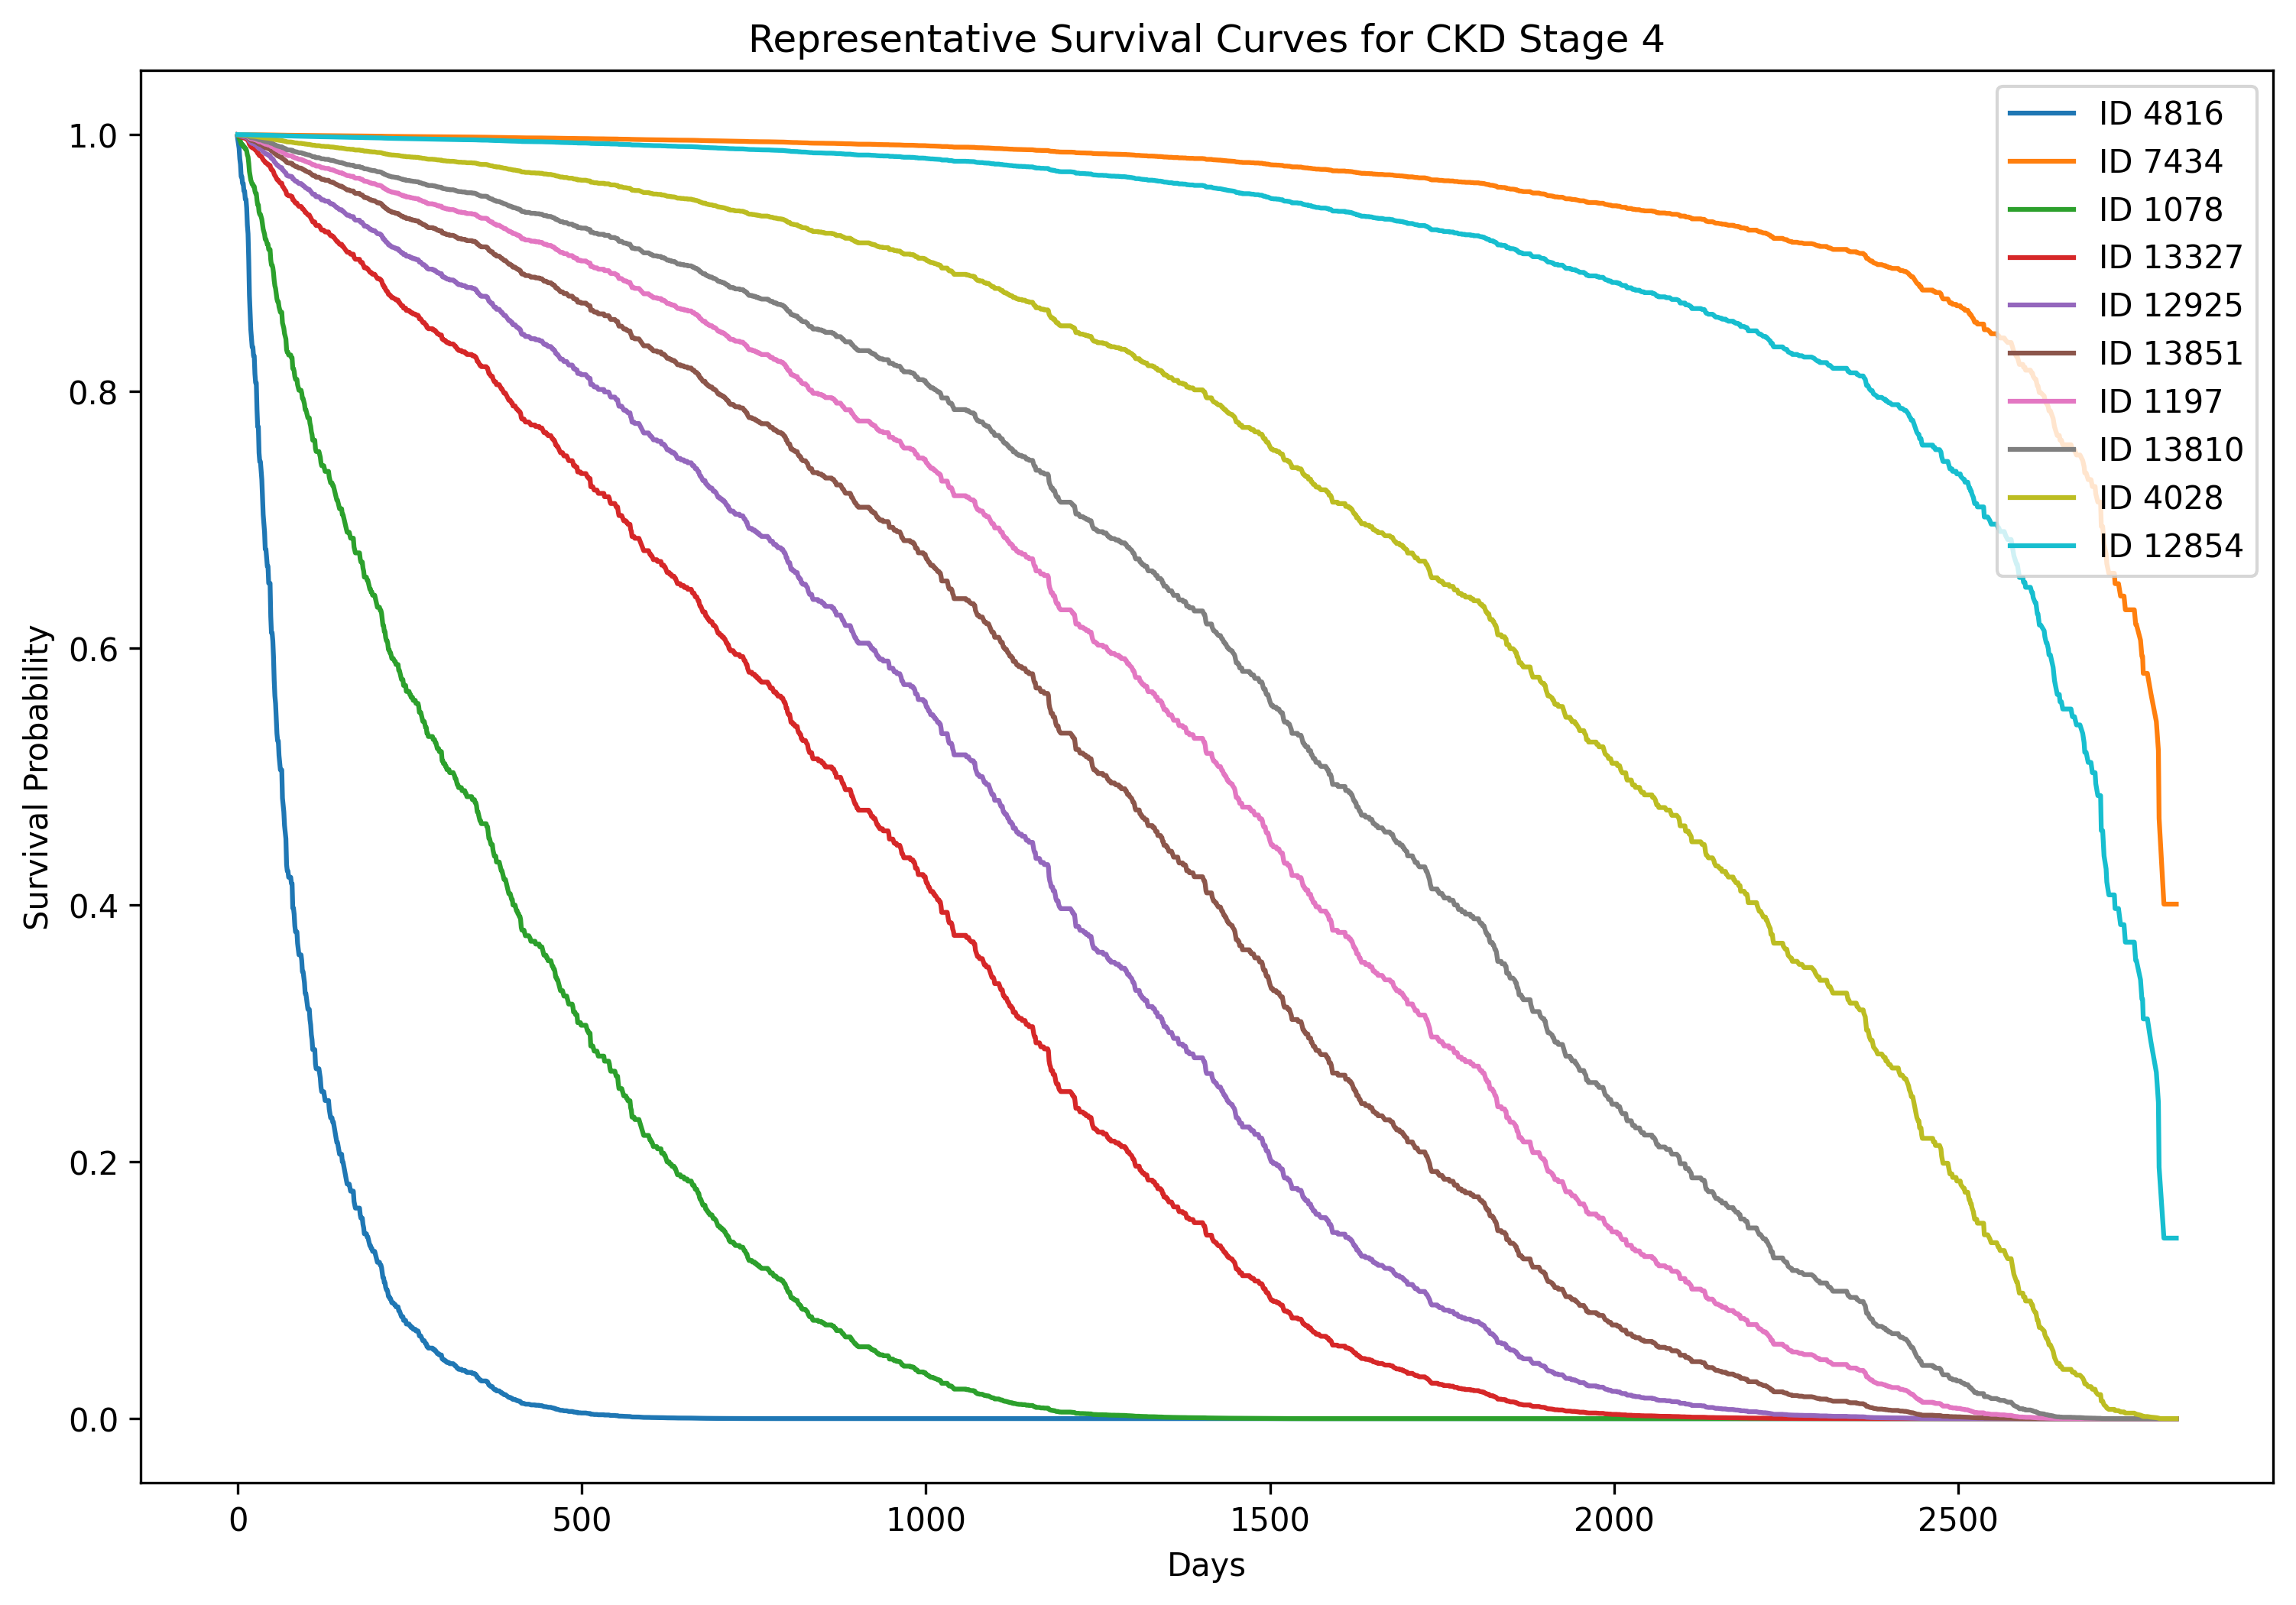 Representative Survival Curves for CKD Stage 4
ID 4816
ID 7434
ID 1078
ID 13327
ID 12925
ID 13851
ID 1197
ID 13810
ID 4028
ID 12854
Survival Probability
1.0
0.8
0.6
0.4
0.2
0.0
0 500 1000 1500 2000 2500
Days